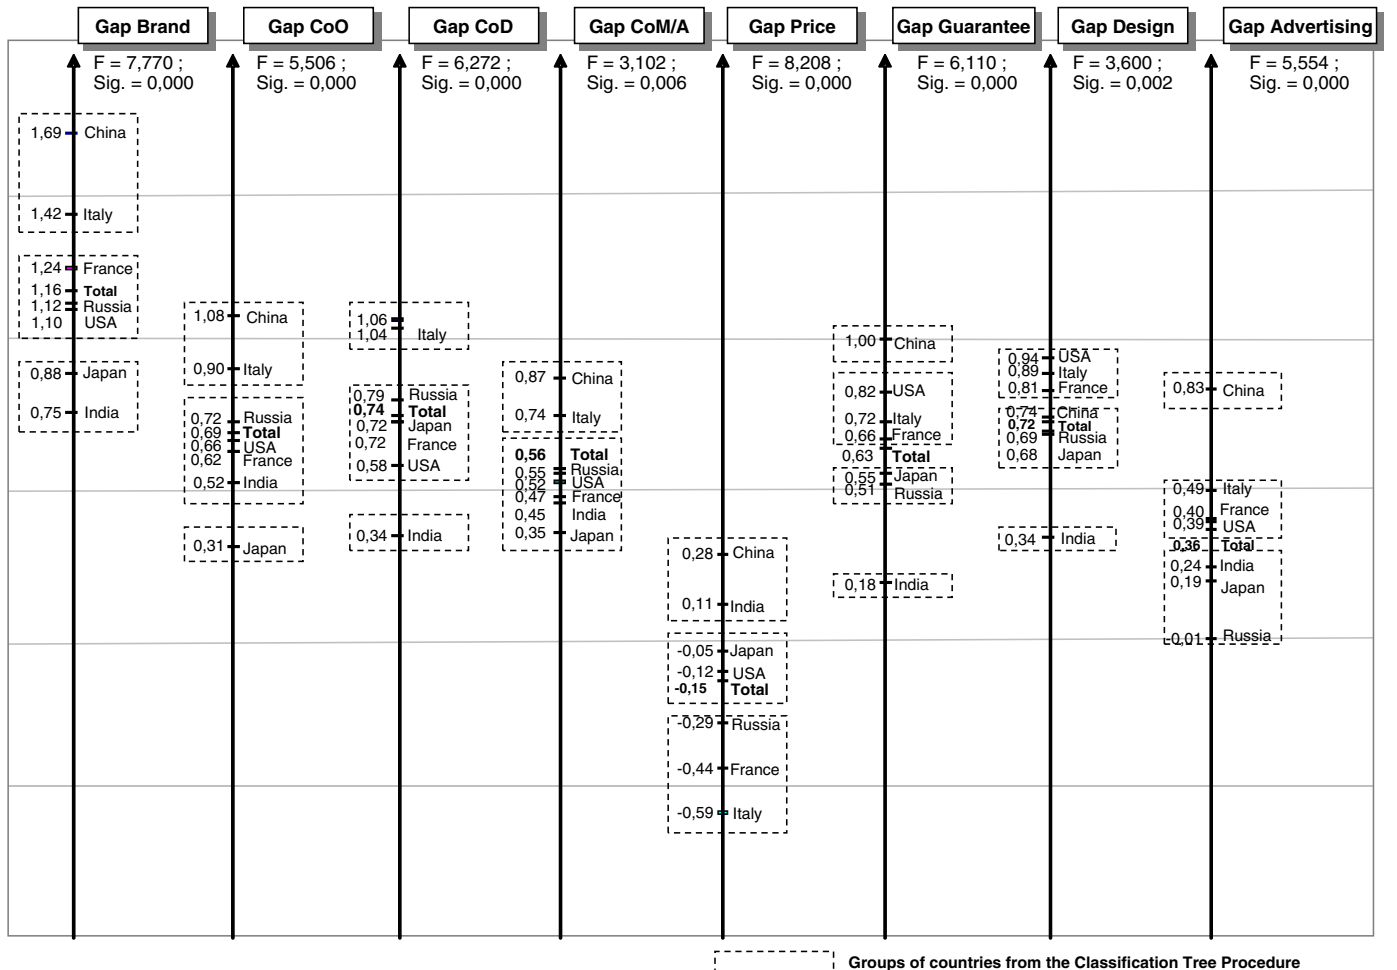 Gap Brand
Gap CoO
Gap CoD
Gap CoM/A
Gap Price
Gap Guarantee
Gap Design
Gap Advertising
F = 7,770 ;
Sig. = 0,000
F = 5,506 ;
Sig. = 0,000
F = 6,272 ;
Sig. = 0,000
F = 3,102 ;
Sig. = 0,006
F = 8,208 ;
Sig. = 0,000
F = 6,110 ;
Sig. = 0,000
F = 3,600 ;
Sig. = 0,002
F = 5,554 ;
Sig. = 0,000
1,69 China
1,42 Italy
1,24 France
1,16 Total
1,12 Russia
1,10 USA
0,88 Japan
0,75 India
1,08 China
0,90 Italy
0,72 Russia
0,69 Total
0,66 USA
0,62 France
0,52 India
0,31 Japan
1,06
1,04 Italy
0,79 Russia
0,74 Total
0,72 Japan
0,72 France
0,58 USA
0,34 India
0,87 China
0,74 Italy
0,56 Total
0,55 Russia
0,52 USA
0,47 France
0,45 India
0,35 Japan
0,28 China
0,11 India
-0,05 Japan
-0,12 USA
-0,15 Total
-0,29 Russia
-0,44 France
-0,59 Italy
1,00 China
0,82 USA
0,72 Italy
0,66 France
0,63 Total
0,55 Japan
0,51 Russia
0,18 India
0,94 USA
0,89 Italy
0,81 France
0,74 China
0,72 Total
0,69 Russia
0,68 Japan
0,34 India
0,83 China
0,49 Italy
0,40 France
0,39 USA
0,36 Total
0,24 India
0,19 Japan
-0,01 Russia
Groups of countries from the Classification Tree Procedure